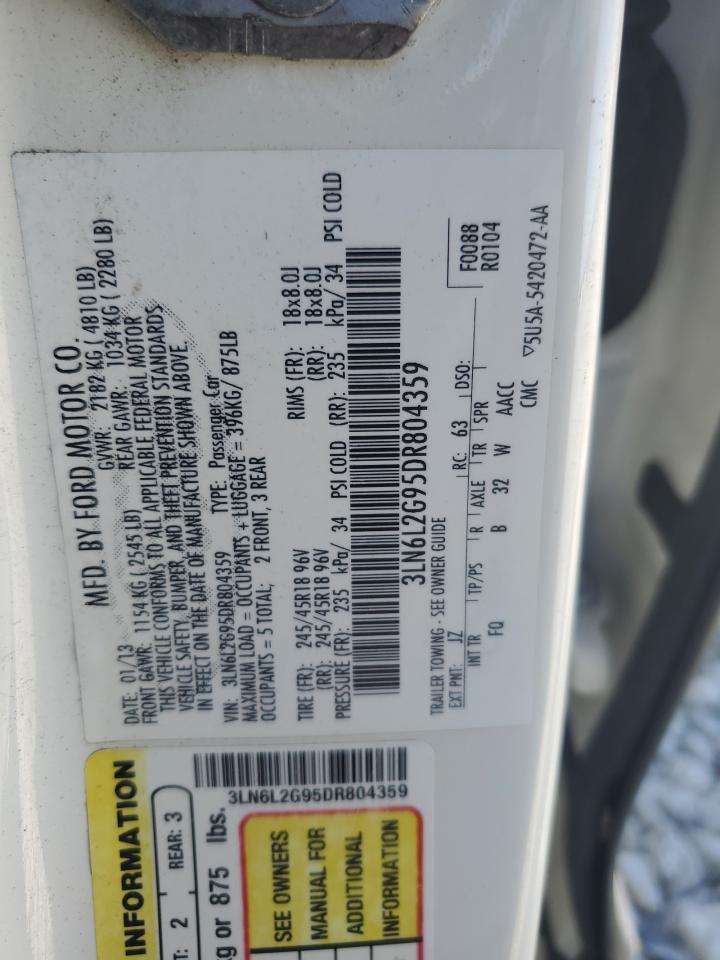 MFD. BY FORD MOTOR CO.
DATE: 01/13 GVWR: 2182 KG ( 4810 LB)
FRONT GAWR: 1154 KG ( 2545 LB) REAR GAWR: 1034 KG ( 2280 LB)
THIS VEHICLE CONFORMS TO ALL APPLICABLE FEDERAL MOTOR
VEHICLE SAFETY, BUMPER, AND THEFT PREVENTION STANDARDS
IN EFFECT ON THE DATE OF MANUFACTURE SHOWN ABOVE.
VIN: 3LN6L2G95DR804359 TYPE: Passenger Car
MAXIMUM LOAD = OCCUPANTS + LUGGAGE = 396KG/ 875LB
OCCUPANTS = 5 TOTAL; 2 FRONT, 3 REAR
TIRE (FR): 245/45R18 96V RIMS (FR): 18x8.0J
(RR): 245/45R18 96V (RR): 18x8.0J
PRESSURE (FR): 235 kPa/ 34 PSI COLD (RR): 235 kPa/ 34 PSI COLD
3LN6L2G95DR804359
TRAILER TOWING - SEE OWNER GUIDE
EXT PNT: JZ RC: 63 DSO: F0088
R0104
INT TR TP/PS R AXLE TR SPR
FQ B 32 W AACC
CMC
▽5U5A-5420472-AA
INFORMATION
2 REAR: 3
kg or 875 lbs.
3LN6L2G95DR804359
SEE OWNERS
MANUAL FOR
ADDITIONAL
INFORMATION